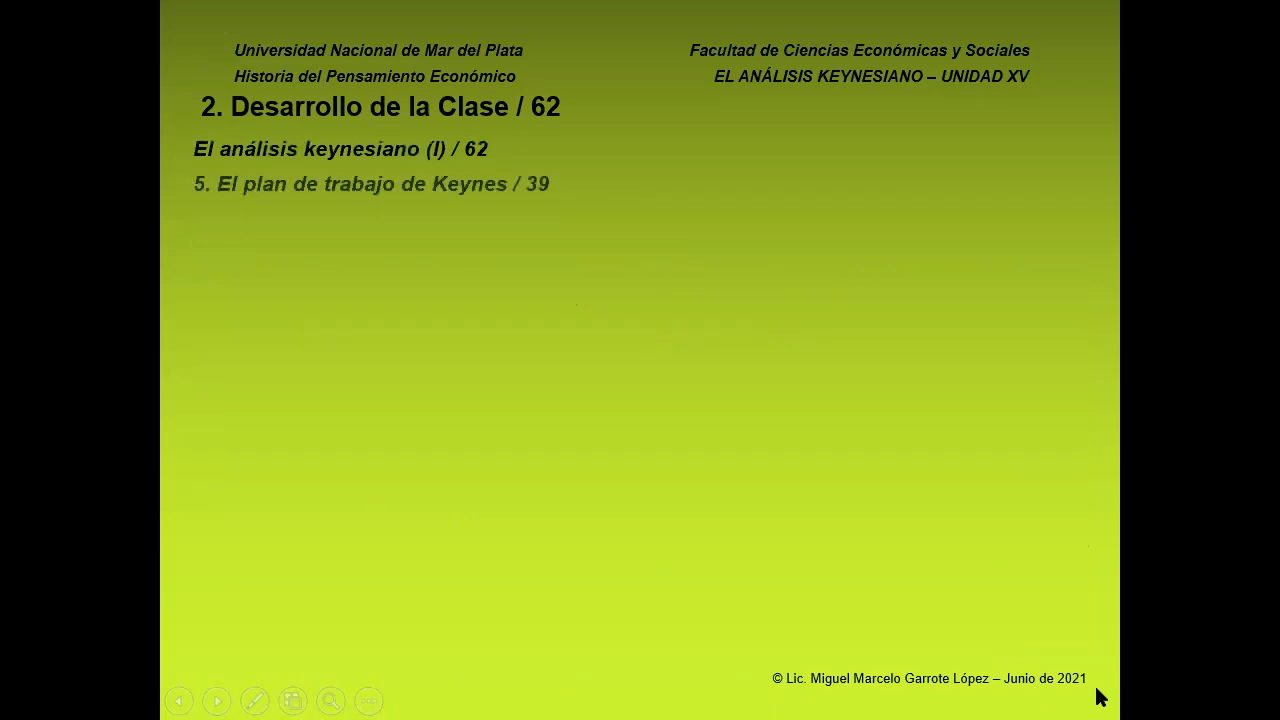 Universidad Nacional de Mar del Plata
Facultad de Ciencias Económicas y Sociales
Historia del Pensamiento Económico
EL ANÁLISIS KEYNESIANO – UNIDAD XV
2. Desarrollo de la Clase / 62
El análisis keynesiano (I) / 62
5. El plan de trabajo de Keynes / 39
© Lic. Miguel Marcelo Garrote López – Junio de 2021